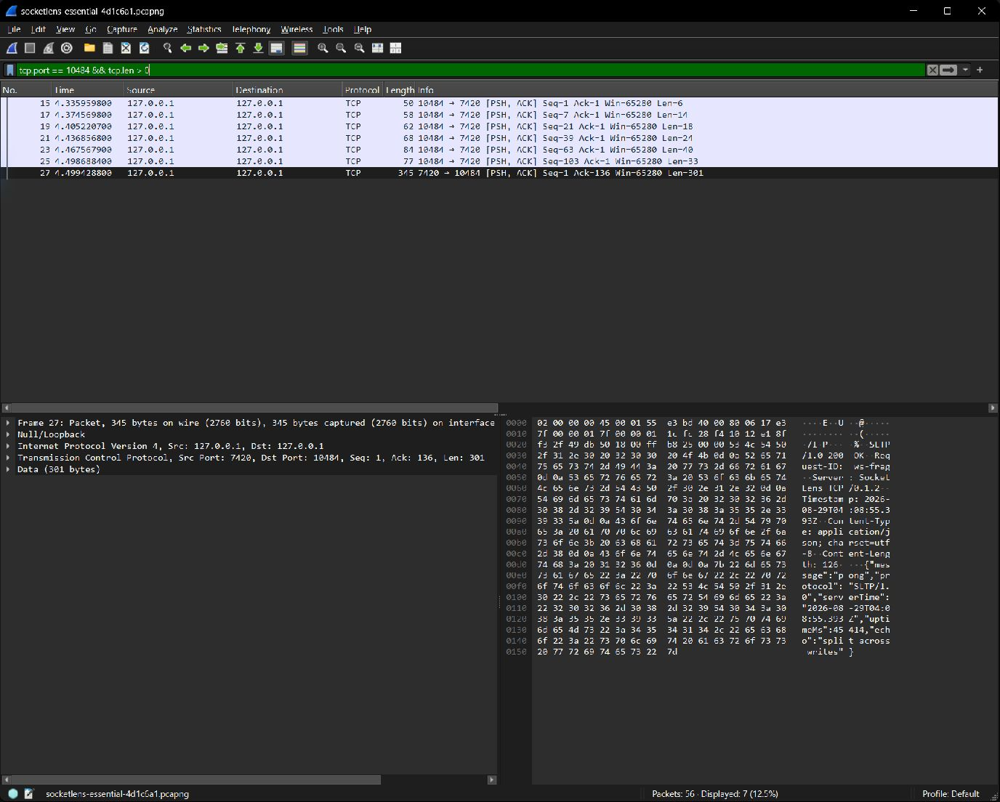 socketlens-essential-4d1c6a1.pcapng
File Edit View Go Capture Analyze Statistics Telephony Wireless Tools Help
tcp.port == 10484 && tcp.len > 0
No. Time Source Destination Protocol Length Info
15 4.335959800 127.0.0.1 127.0.0.1 TCP 50 10484 → 7420 [PSH, ACK] Seq=1 Ack=1 Win=65280 Len=6
17 4.374569800 127.0.0.1 127.0.0.1 TCP 58 10484 → 7420 [PSH, ACK] Seq=7 Ack=1 Win=65280 Len=14
19 4.405220700 127.0.0.1 127.0.0.1 TCP 62 10484 → 7420 [PSH, ACK] Seq=21 Ack=1 Win=65280 Len=18
21 4.436856800 127.0.0.1 127.0.0.1 TCP 68 10484 → 7420 [PSH, ACK] Seq=39 Ack=1 Win=65280 Len=24
23 4.467567900 127.0.0.1 127.0.0.1 TCP 84 10484 → 7420 [PSH, ACK] Seq=63 Ack=1 Win=65280 Len=40
25 4.498688400 127.0.0.1 127.0.0.1 TCP 77 10484 → 7420 [PSH, ACK] Seq=103 Ack=1 Win=65280 Len=33
27 4.499428800 127.0.0.1 127.0.0.1 TCP 345 7420 → 10484 [PSH, ACK] Seq=1 Ack=136 Win=65280 Len=301
Frame 27: Packet, 345 bytes on wire (2760 bits), 345 bytes captured (2760 bits) on interface
Null/Loopback
Internet Protocol Version 4, Src: 127.0.0.1, Dst: 127.0.0.1
Transmission Control Protocol, Src Port: 7420, Dst Port: 10484, Seq: 1, Ack: 136, Len: 301
Data (301 bytes)
0000 02 00 00 00 45 00 01 55 e3 bd 40 00 80 06 17 e3 ····E··U ··@·····
0010 7f 00 00 01 7f 00 00 01 1c fc 28 f4 10 12 e1 8f ········ ··(·····
0020 f3 2f 49 db 50 18 00 ff b8 25 00 00 53 4c 54 50 ·/I·P··· ·%··SLTP
0030 2f 31 2e 30 20 32 30 30 20 4f 4b 0d 0a 52 65 71 /1.0 200 OK··Req
0040 75 65 73 74 2d 49 44 3a 20 77 73 2d 66 72 61 67 uest-ID: ws-frag
0050 0d 0a 53 65 72 76 65 72 3a 20 53 6f 63 6b 65 74 ··Server : Socket
0060 4c 65 6e 73 2d 54 43 50 2f 30 2e 31 2e 32 0d 0a Lens-TCP /0.1.2··
0070 54 69 6d 65 73 74 61 6d 70 3a 20 32 30 32 36 2d Timestam p: 2026-
0080 30 38 2d 32 39 54 30 34 3a 30 38 3a 35 35 2e 33 08-29T04 :08:55.3
0090 39 33 5a 0d 0a 43 6f 6e 74 65 6e 74 2d 54 79 70 93Z··Con tent-Typ
00a0 65 3a 20 61 70 70 6c 69 63 61 74 69 6f 6e 2f 6a e: appli cation/j
00b0 73 6f 6e 3b 20 63 68 61 72 73 65 74 3d 75 74 66 son; cha rset=utf
00c0 2d 38 0d 0a 43 6f 6e 74 65 6e 74 2d 4c 65 6e 67 -8··Cont ent-Leng
00d0 74 68 3a 20 31 32 36 0d 0a 0d 0a 7b 22 6d 65 73 th: 126· ···{"mes
00e0 73 61 67 65 22 3a 22 70 6f 6e 67 22 2c 22 70 72 sage":"p ong","pr
00f0 6f 74 6f 63 6f 6c 22 3a 22 53 4c 54 50 2f 31 2e otocol": "SLTP/1.
0100 30 22 2c 22 73 65 72 76 65 72 54 69 6d 65 22 3a 0","serv erTime":
0110 22 32 30 32 36 2d 30 38 2d 32 39 54 30 34 3a 30 "2026-08 -29T04:0
0120 38 3a 35 35 2e 33 39 33 5a 22 2c 22 75 70 74 69 8:55.393 Z","upti
0130 6d 65 4d 73 22 3a 34 35 34 31 34 2c 22 65 63 68 meMs":45 414,"ech
0140 6f 22 3a 22 73 70 6c 69 74 20 61 63 72 6f 73 73 o":"spli t across
0150 20 77 72 69 74 65 73 22 7d writes" }
socketlens-essential-4d1c6a1.pcapng
Packets: 56 · Displayed: 7 (12.5%)
Profile: Default